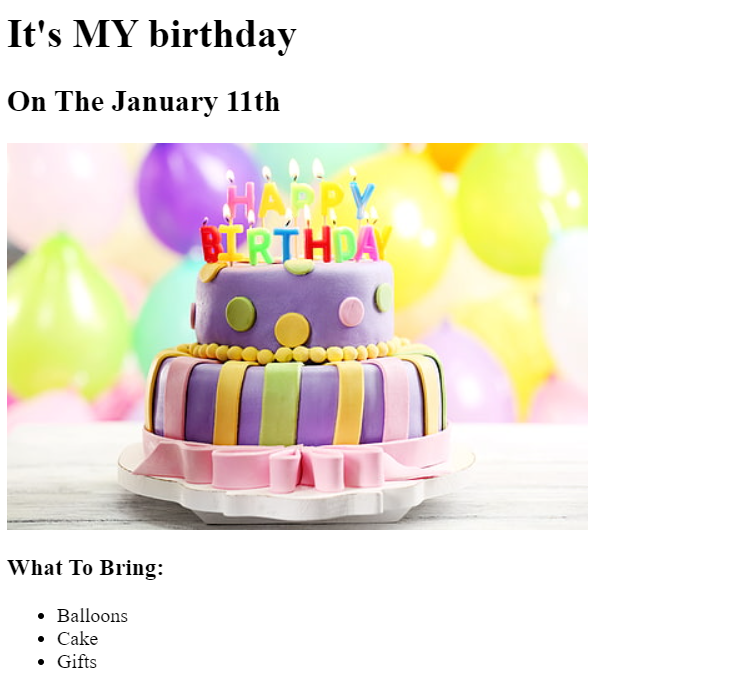 It's MY birthday
On The January 11th
HAPPY
BIRTHDAY
What To Bring:
Balloons
Cake
Gifts